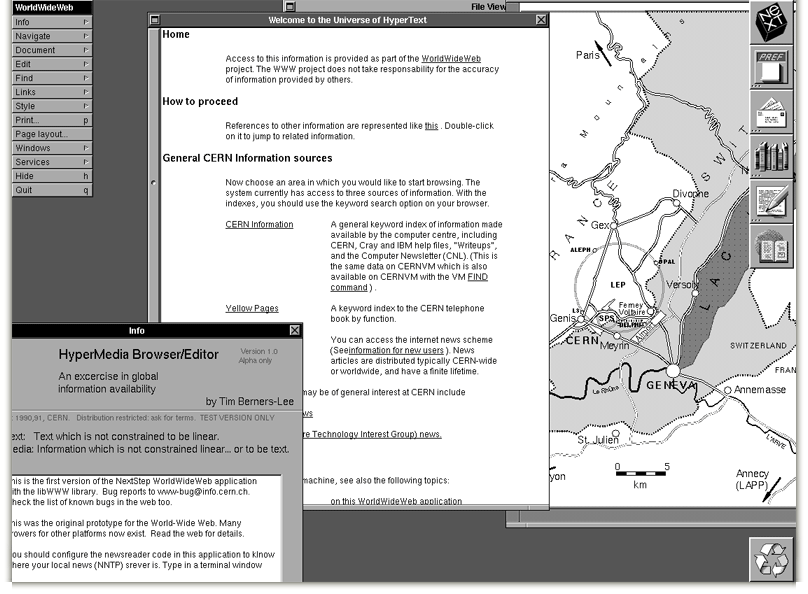 WorldWideWeb
Info
Navigate
Document
Edit
Find
Links
Style
Print... p
Page layout...
Windows
Services
Hide h
Quit q
File View
Welcome to the Universe of HyperText
Home
Access to this information is provided as part of the WorldWideWeb
project. The WWW project does not take responsability for the accuracy
of information provided by others.
How to proceed
References to other information are represented like this . Double-click
on it to jump to related information.
General CERN Information sources
Now choose an area in which you would like to start browsing. The
system currently has access to three sources of information. With the
indexes, you should use the keyword search option on your browser.
CERN Information
A general keyword index of information made
available by the computer centre, including
CERN, Cray and IBM help files, "Writeups",
and the Computer Newsletter (CNL). (This is
the same data on CERNVM which is also
available on CERNVM with the VM FIND
command ) .
Yellow Pages
A keyword index to the CERN telephone
book by function.
You can access the internet news scheme
(Seeinformation for new users ). News
articles are distributed typically CERN-wide
or worldwide, and have a finite lifetime.
may be of general interest at CERN include
ws
re Technology Interest Group) news.
machine, see also the following topics:
on this WorldWideWeb application
Info
HyperMedia Browser/Editor
Version 1.0
Alpha only
An excercise in global
information availability
by Tim Berners-Lee
1990,91, CERN. Distribution restricted: ask for terms. TEST VERSION ONLY
ext: Text which is not constrained to be linear.
edia: Information which is not constrained linear... or to be text.
his is the first version of the NextStep WorldWideWeb application
ith the libWWW library. Bug reports to www-bug@info.cern.ch.
heck the list of known bugs in the web too.
his was the original prototype for the World-Wide Web. Many
rowers for other platforms now exist. Read the web for details.
ou should configure the newsreader code in this application to klnow
here your local news (NNTP) srever is. Type in a terminal window
Paris
ra Mountains
SWIT
FRANCE
Divonne
Gex
ALEPH
OPAL
LEP
LAC
Versoix
Ferney
Voltaire
L3
Genis
SPS
DELPHI
CERN
Meyrin
SWITZERLAND
FRAN
GENEVA
Annemasse
La Rhône
St. Julien
L'ARVE
yon
0 5
km
Annecy
(LAPP)
NeXT
PREF